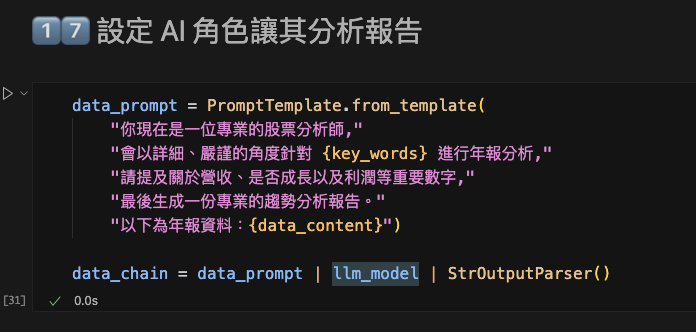 1️⃣7️⃣ 設定 AI 角色讓其分析報告
data_prompt = PromptTemplate.from_template(
"你現在是一位專業的股票分析師,"
"會以詳細、嚴謹的角度針對 {key_words} 進行年報分析,"
"請提及關於營收、是否成長以及利潤等重要數字,"
"最後生成一份專業的趨勢分析報告。"
"以下為年報資料：{data_content}")
data_chain = data_prompt | llm_model | StrOutputParser()
[31] ✓ 0.0s